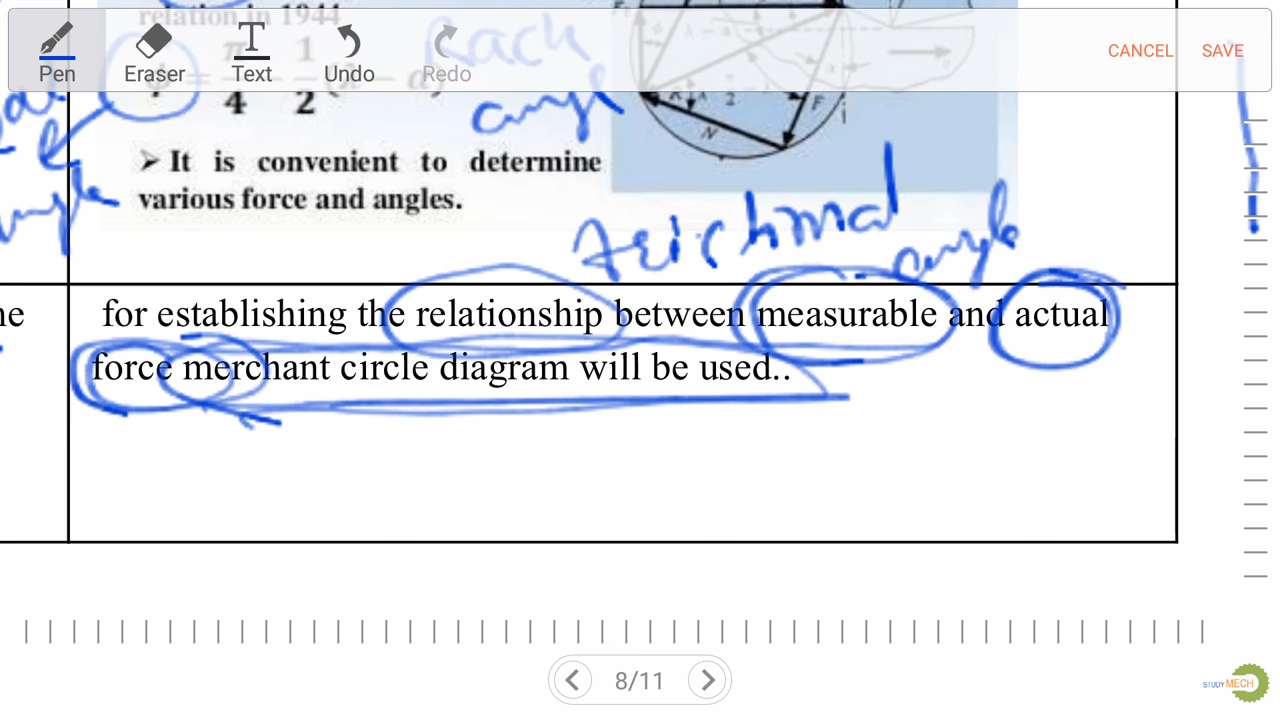 relation in 1944
Pen
Eraser
Text
Undo
Redo
CANCEL
SAVE
Rack
angle
π
4
1
2
F
N
It is convenient to determine
various force and angles.
angle
for establishing the relationship between measurable and actual
force merchant circle diagram will be used..
8/11
STUDY MECH